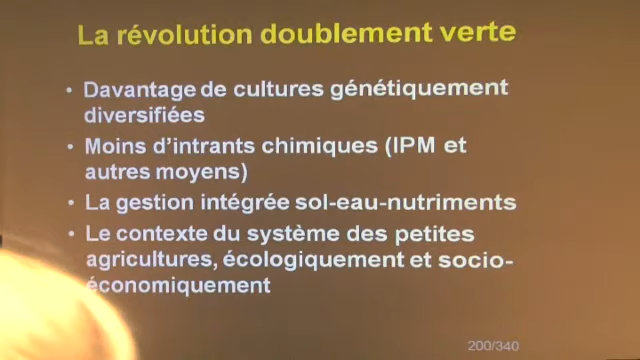 La révolution doublement verte
• Davantage de cultures génétiquement
diversifiées
• Moins d'intrants chimiques (IPM et
autres moyens)
• La gestion intégrée sol-eau-nutriments
• Le contexte du système des petites
agricultures, écologiquement et socio-
économiquement
200/340